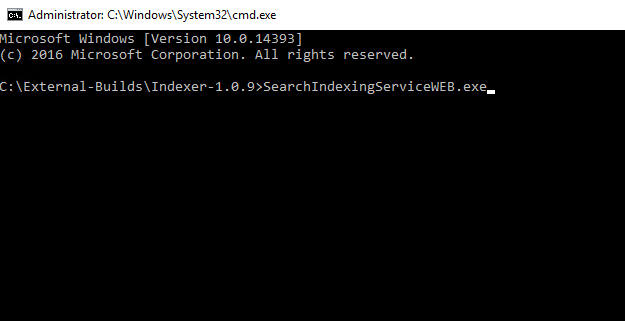 Administrator: C:\Windows\System32\cmd.exe
Microsoft Windows [Version 10.0.14393]
(c) 2016 Microsoft Corporation. All rights reserved.
C:\External-Builds\Indexer-1.0.9>SearchIndexingServiceWEB.exe